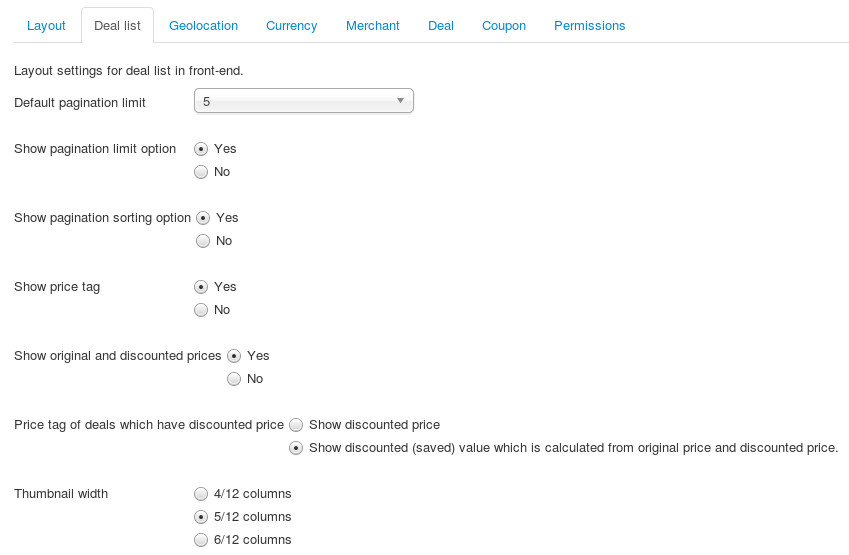 Layout Deal list Geolocation Currency Merchant Deal Coupon Permissions
Layout settings for deal list in front-end.
Default pagination limit 5
Show pagination limit option Yes
No
Show pagination sorting option Yes
No
Show price tag Yes
No
Show original and discounted prices Yes
No
Price tag of deals which have discounted price Show discounted price
Show discounted (saved) value which is calculated from original price and discounted price.
Thumbnail width 4/12 columns
5/12 columns
6/12 columns